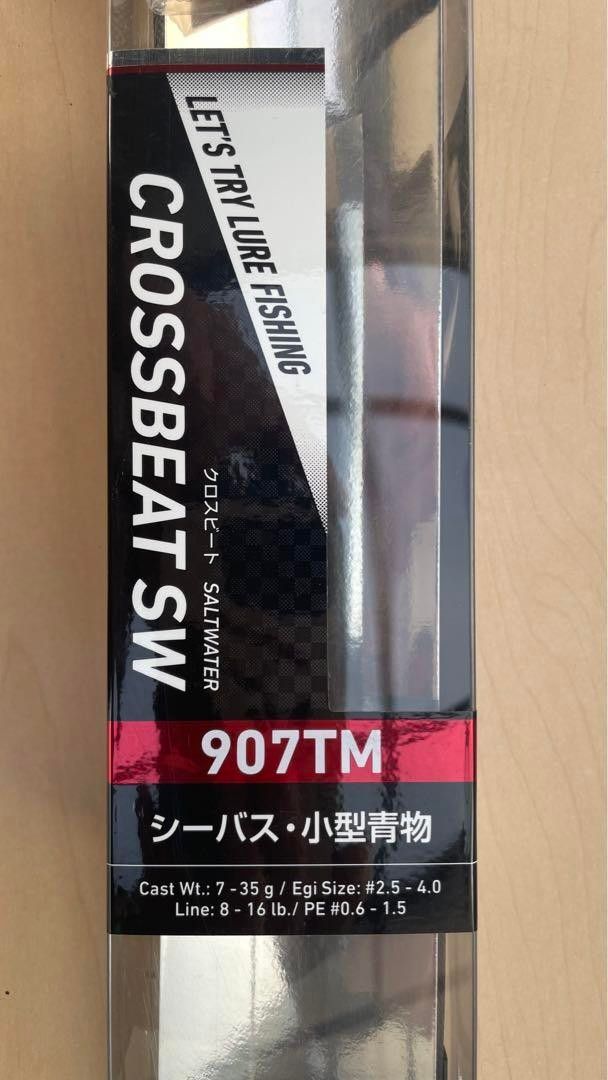 LET'S TRY LURE FISHING
CROSSBEAT SW
クロスビート SALTWATER
907TM
シーバス・小型青物
Cast Wt.: 7 - 35 g / Egi Size: #2.5 - 4.0
Line: 8 - 16 lb./ PE #0.6 - 1.5